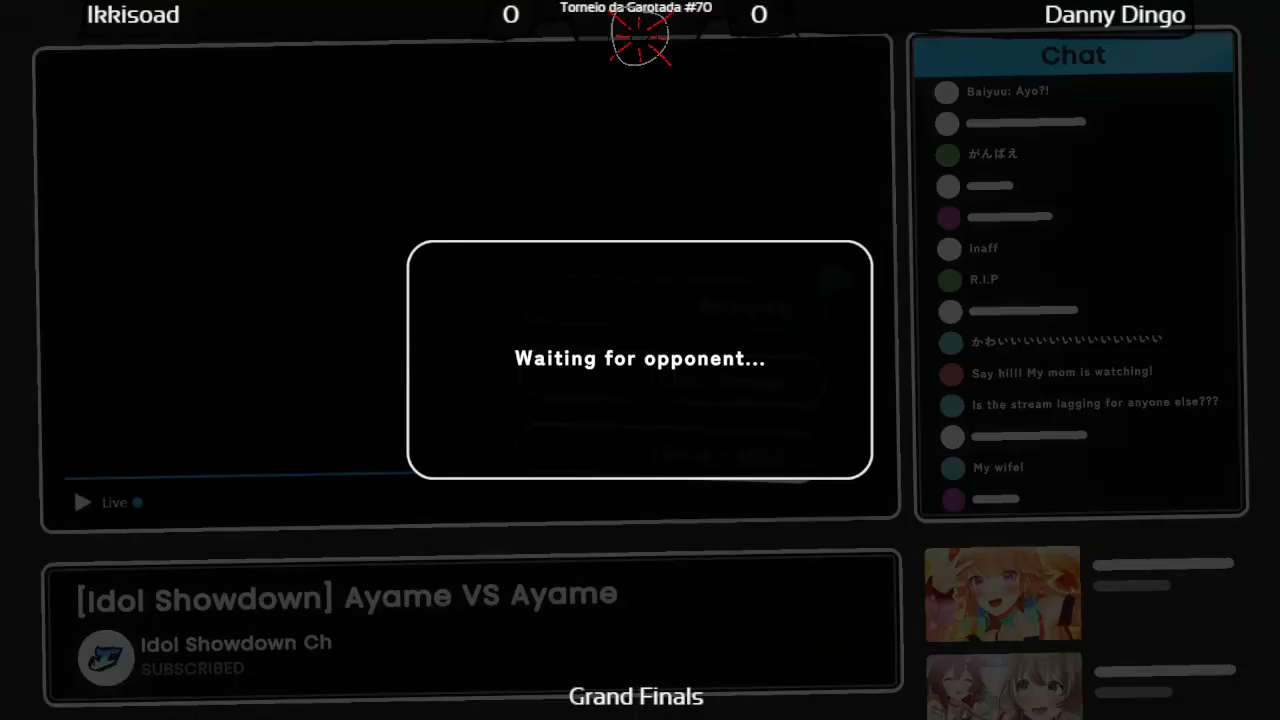 Ikkisoad
0
Torneio da Garotada #70
0
Danny Dingo
Chat
Baiyuu: Ayo?!
がんばえ
Inaff
R.I.P
かわいいいいいいいいいいいいい
Say hi!!! My mom is watching!
Is the stream lagging for anyone else???
My wife!
Waiting for opponent...
Live
[Idol Showdown] Ayame VS Ayame
Idol Showdown Ch
SUBSCRIBED
Grand Finals